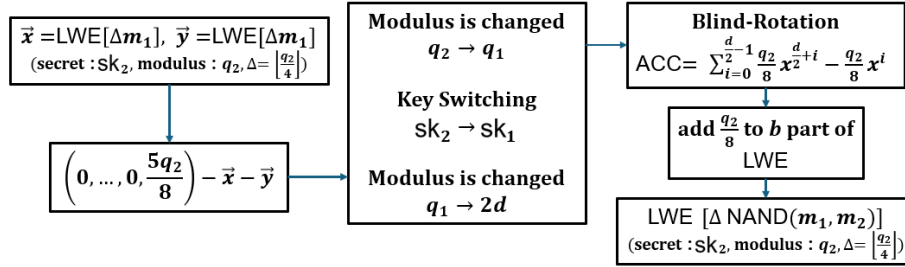 x⃗ =LWE[Δm₁], y⃗ =LWE[Δm₁]
(secret : sk₂, modulus : q₂, Δ= ⌊q₂/4⌋)
(0, …, 0, 5q₂/8) − x⃗ − y⃗
Modulus is changed
q₂ → q₁
Key Switching
sk₂ → sk₁
Modulus is changed
q₁ → 2d
Blind-Rotation
ACC= ∑_{i=0}^{d/2−1} q₂/8 x^{d/2+i} − q₂/8 x^i
add q₂/8 to b part of
LWE
LWE [Δ NAND(m₁, m₂)]
(secret : sk₂, modulus : q₂, Δ= ⌊q₂/4⌋)